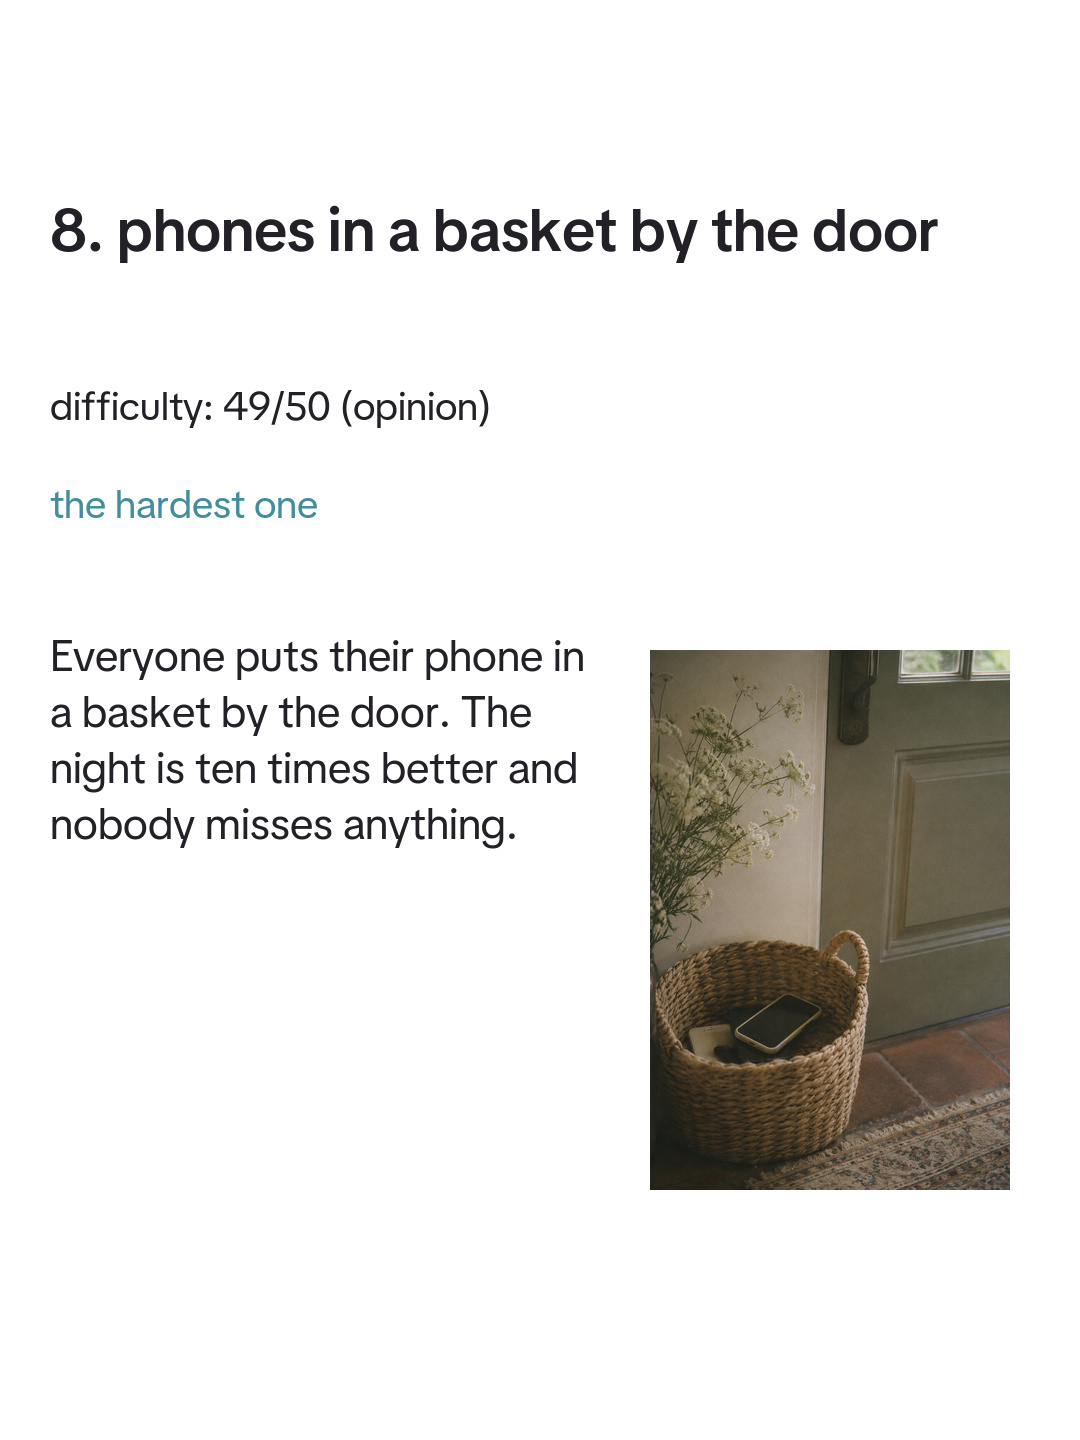 8. phones in a basket by the door
difficulty: 49/50 (opinion)
the hardest one
Everyone puts their phone in
a basket by the door. The
night is ten times better and
nobody misses anything.